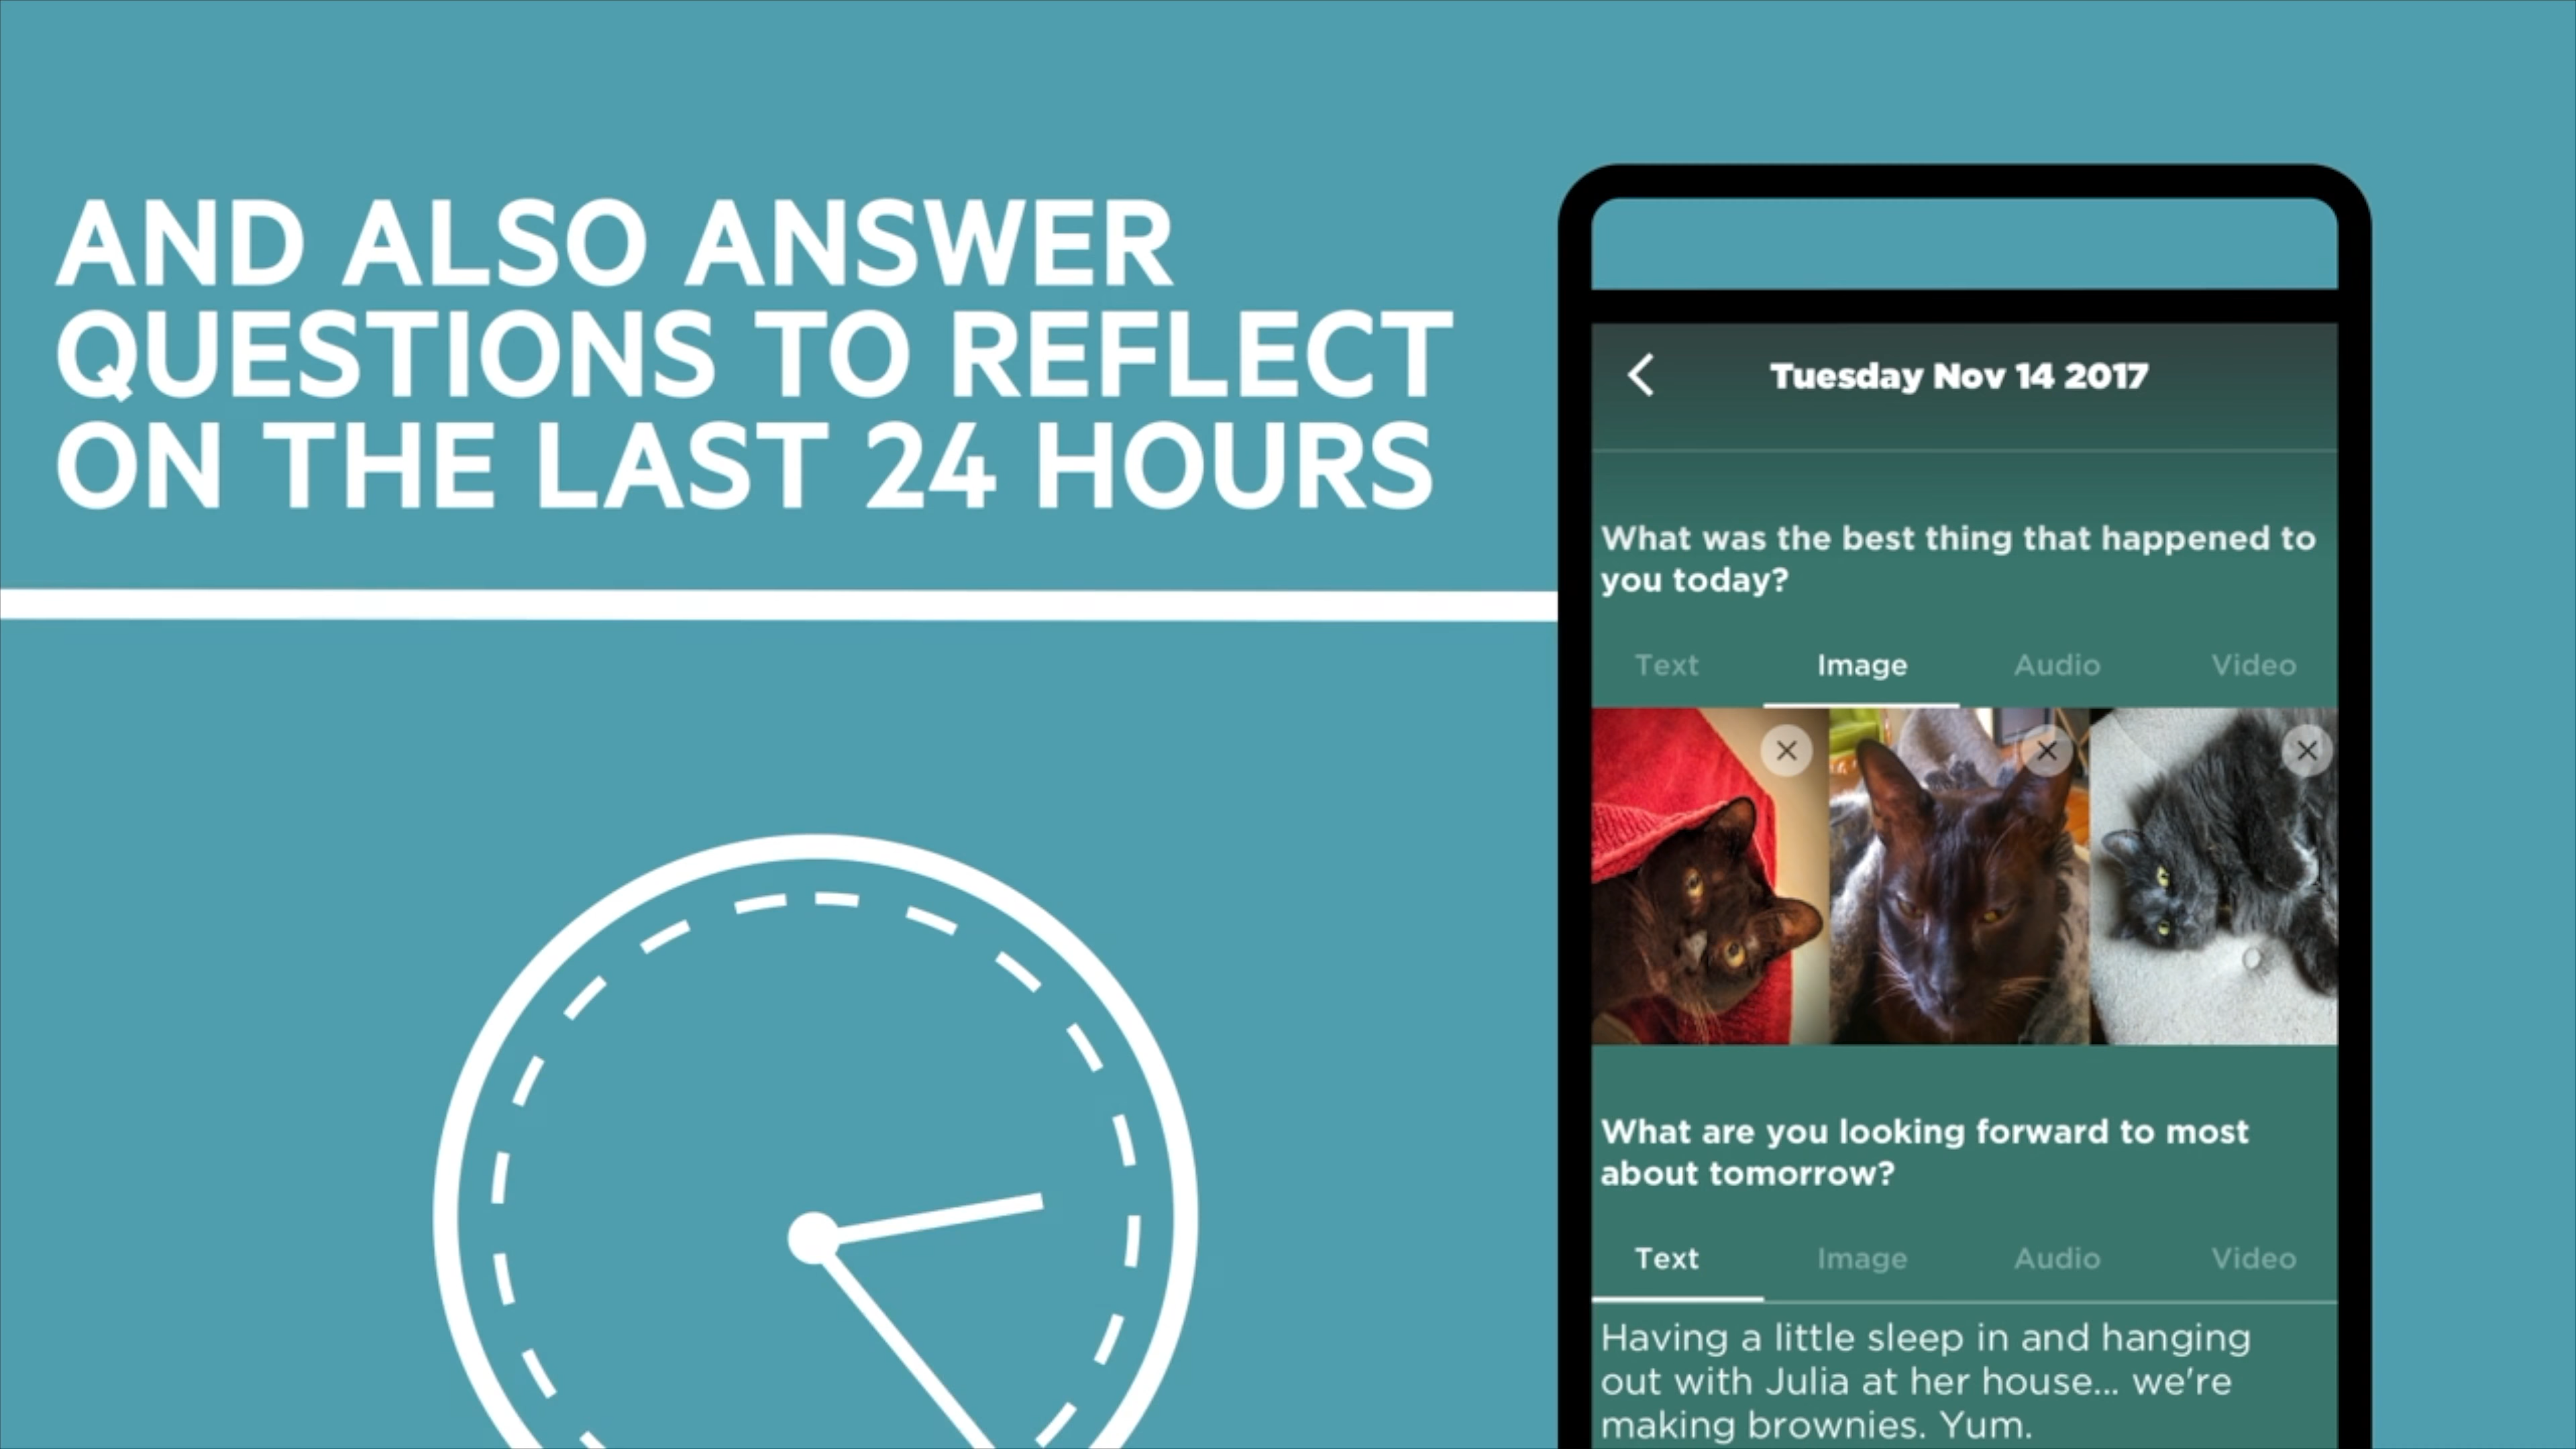 AND ALSO ANSWER
QUESTIONS TO REFLECT
ON THE LAST 24 HOURS
Tuesday Nov 14 2017
What was the best thing that happened to
you today?
Text Image Audio Video
What are you looking forward to most
about tomorrow?
Text Image Audio Video
Having a little sleep in and hanging
out with Julia at her house... we're
making brownies. Yum.